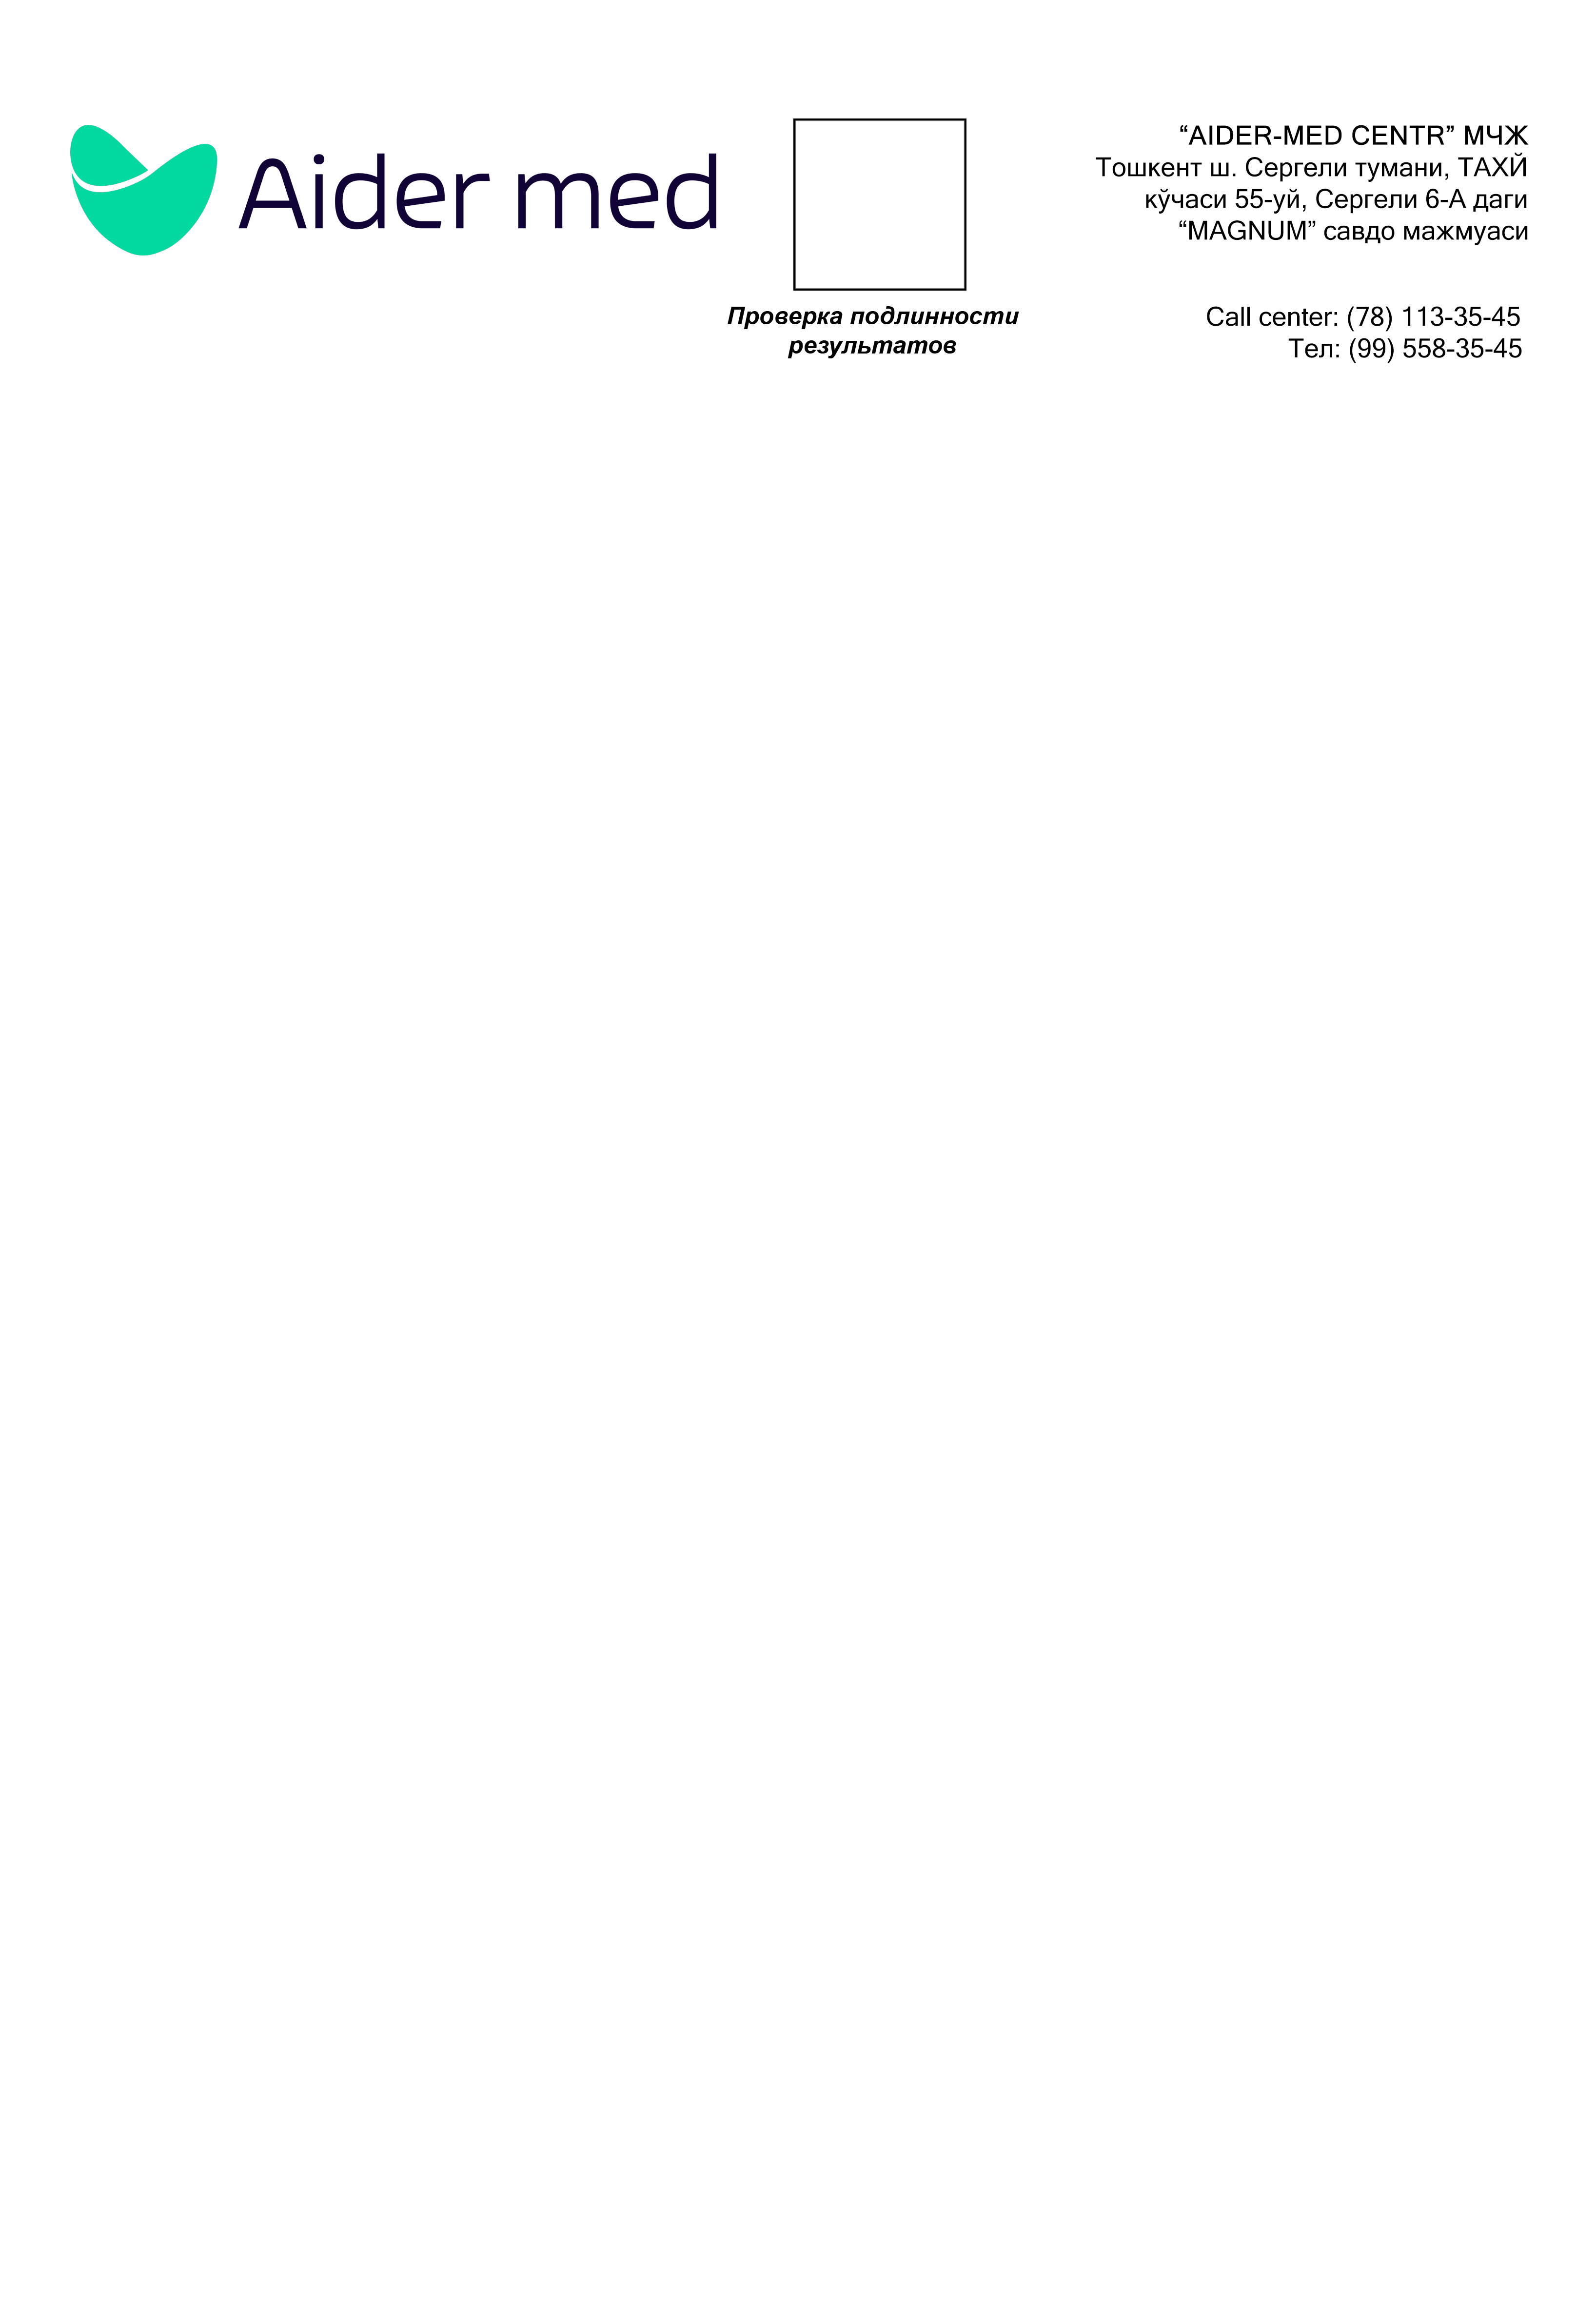 Aider med
Проверка подлинности
результатов
“AIDER-MED CENTR” МЧЖ
Тошкент ш. Сергели тумани, ТАХЙ
кўчаси 55-уй, Сергели 6-А даги
“MAGNUM” савдо мажмуаси
Call center: (78) 113-35-45
Тел: (99) 558-35-45